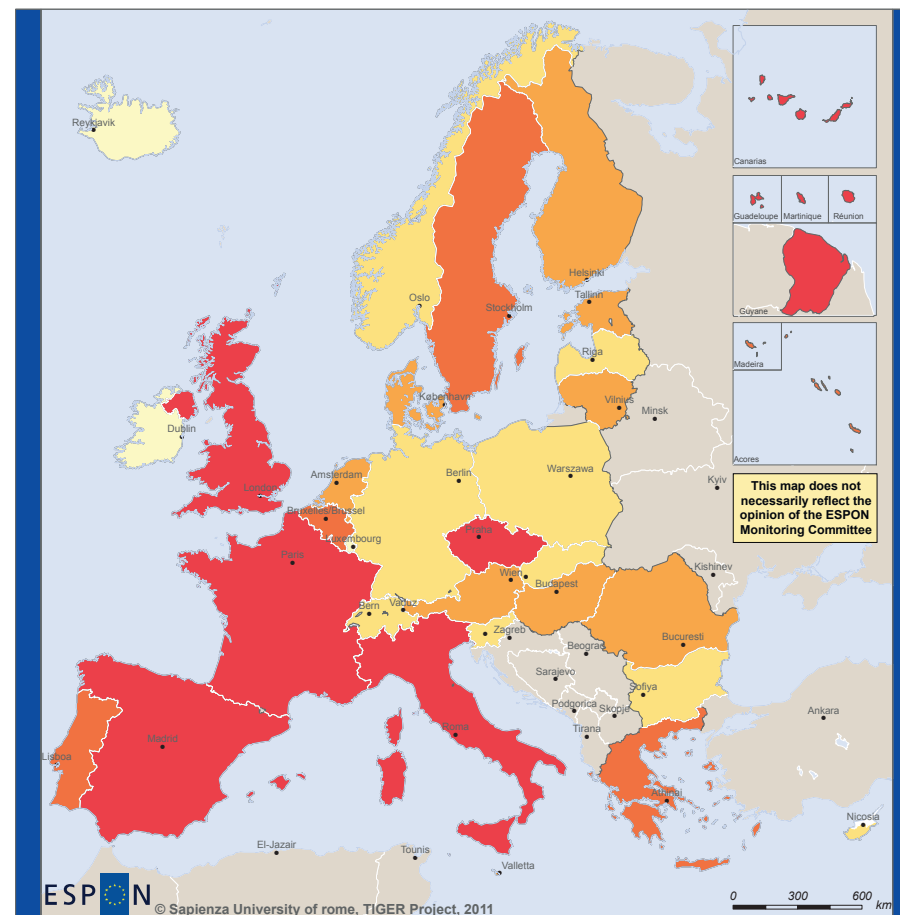 Canarias
Reykjavik
Guadeloupe
Martinique
Réunion
Helsinki
Oslo
Tallinn
Stockholm
Guyane
Riga
Madeira
København
Vilnius
Minsk
Dublin
Acores
Berlin
Warszawa
Amsterdam
Kyiv
London
This map does not
necessarily reflect the
opinion of the ESPON
Monitoring Committee
Bruxelles/Brussel
Praha
Luxembourg
Paris
Kishinev
Wien
Budapest
Bern
Vaduz
Zagreb
Bucuresti
Beograd
Sarajevo
Sofiya
Podgorica
Skopje
Ankara
Tirana
Roma
Madrid
Lisboa
Athinai
Nicosia
El-Jazair
Tounis
Valletta
ESPON
© Sapienza University of rome, TIGER Project, 2011
0 300 600
km